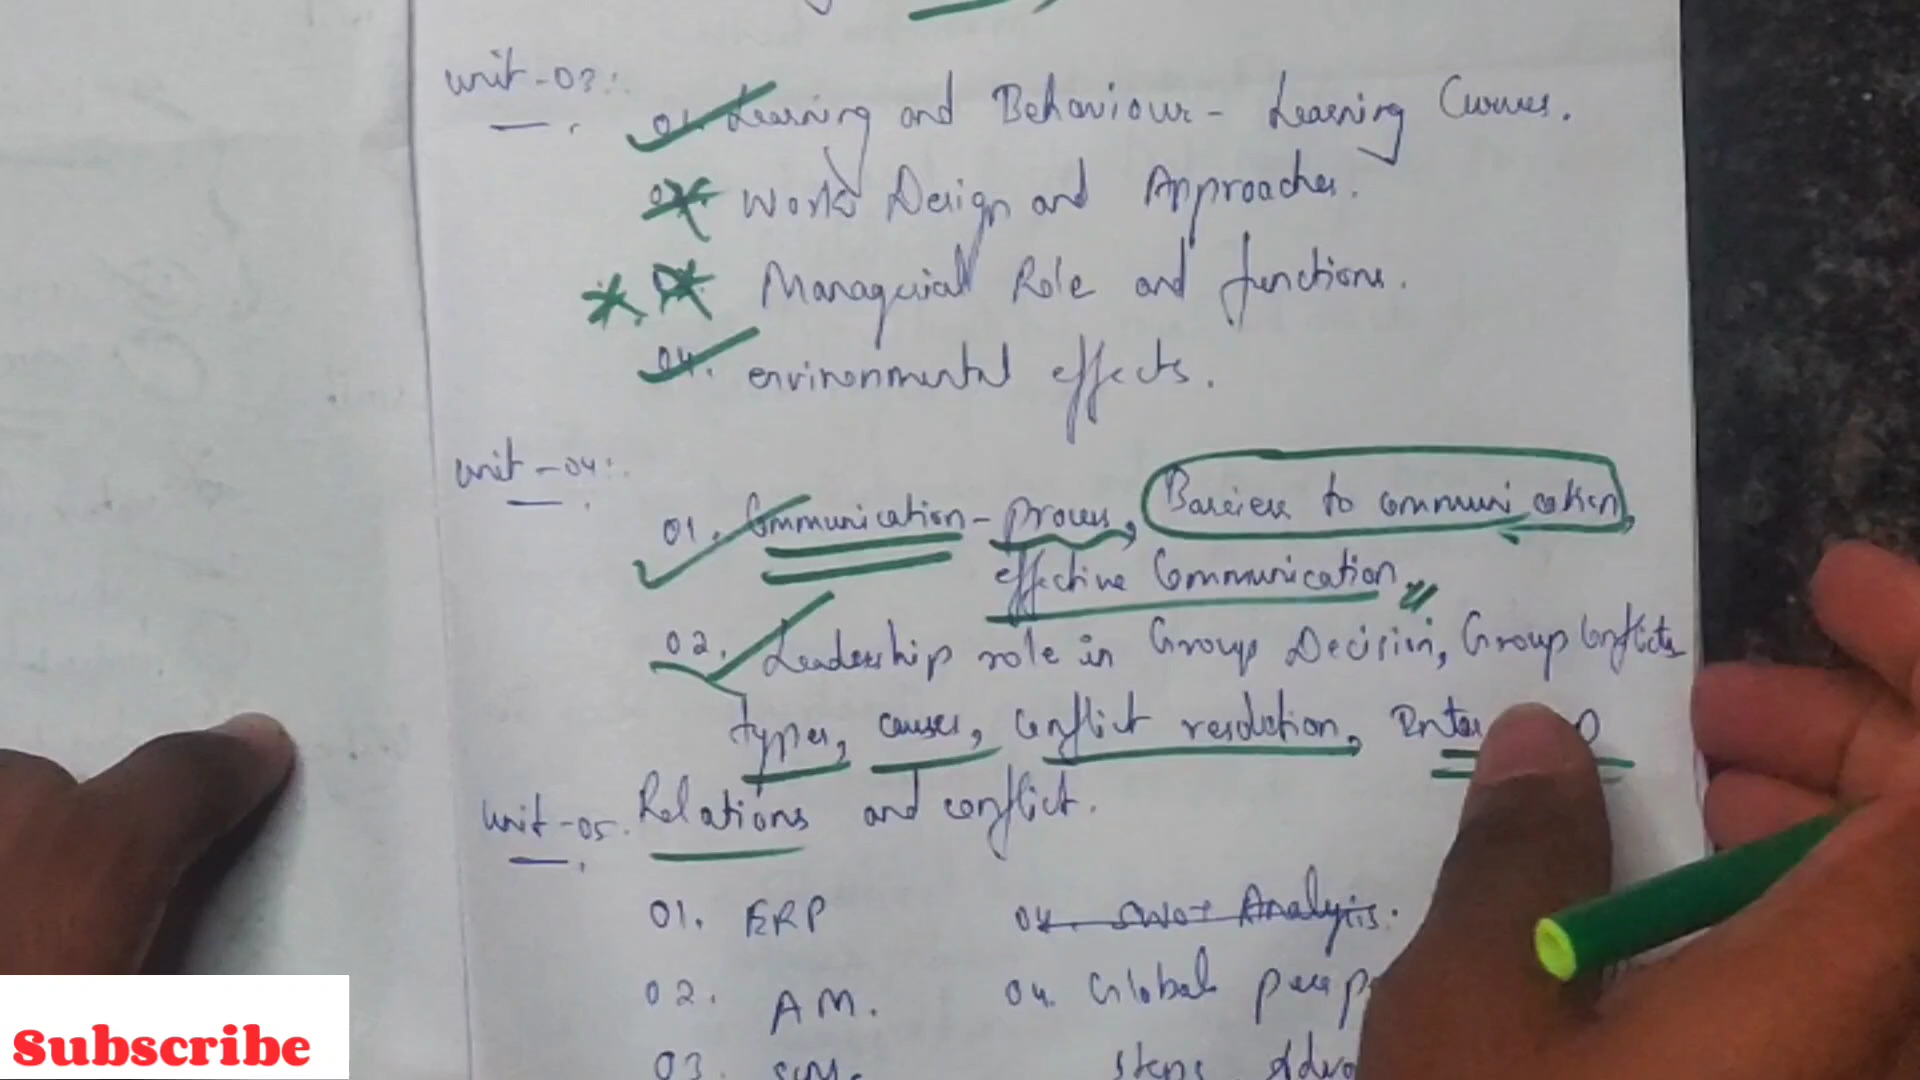 unit-03:
01. Learning and Behaviour - Learning Curves.
02. Work Design and Approaches.
Managerial Role and functions.
04. environmental effects.
unit-04:
01. Communication - process, Barriers to communication,
effective Communication
02. Leadership role in Group Decision, Group Conflicts
types, causes, Conflict resolution,
unit-05. Relations and conflict.
01. ERP 04. SWOT Analysis.
02. AM. 04. Global
03.
Subscribe